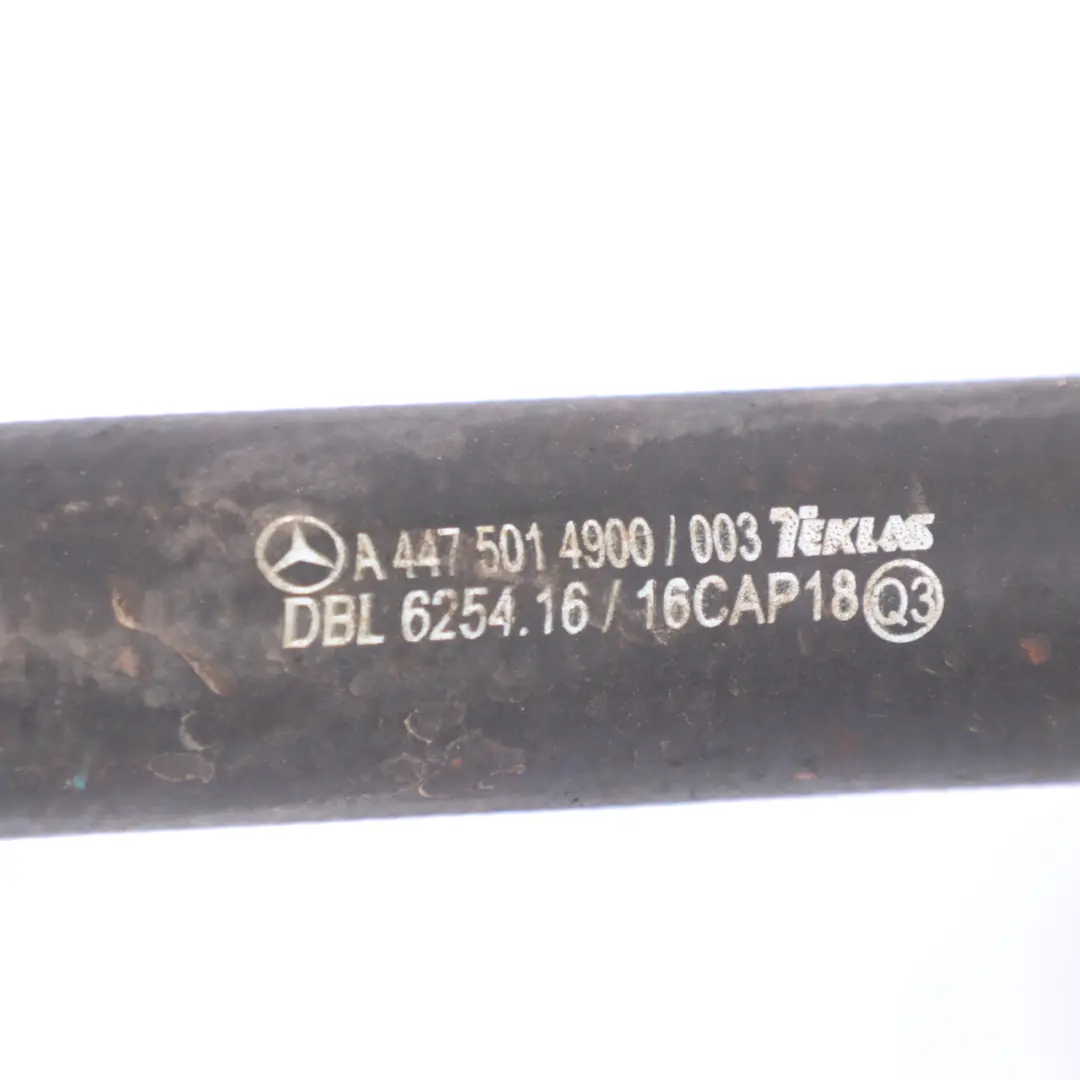 A 447 501 4900 / 003 TEKLAS
DBL 6254.16 / 16CAP18 Q3